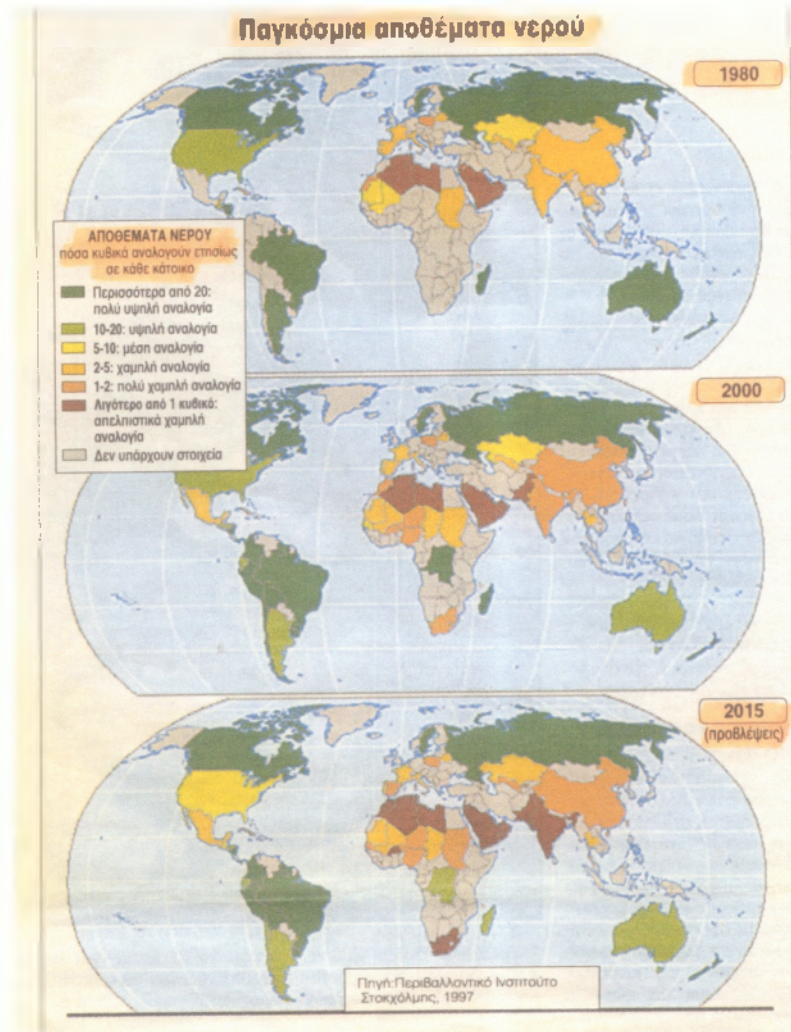 Παγκόσμια αποθέματα νερού
1980
ΑΠΟΘΕΜΑΤΑ ΝΕΡΟΥ
πόσα κυβικά αναλογούν ετησίως
σε κάθε κάτοικο
Περισσότερα από 20:
πολύ υψηλή αναλογία
10-20: υψηλή αναλογία
5-10: μέση αναλογία
2-5: χαμηλή αναλογία
1-2: πολύ χαμηλή αναλογία
Λιγότερο από 1 κυβικό:
απελπιστικά χαμηλή
αναλογία
Δεν υπάρχουν στοιχεία
2000
2015
(προβλέψεις)
Πηγή:Περιβαλλοντικό Ινστιτούτο
Στοκχόλμης, 1997